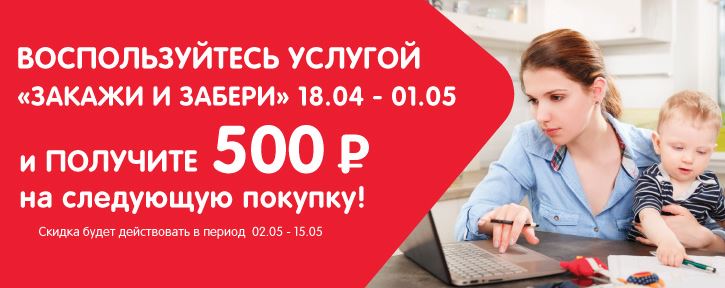 ВОСПОЛЬЗУЙТЕСЬ УСЛУГОЙ
«ЗАКАЖИ И ЗАБЕРИ» 18.04 - 01.05
и ПОЛУЧИТЕ 500 ₽
на следующую покупку!
Скидка будет действовать в период 02.05 - 15.05